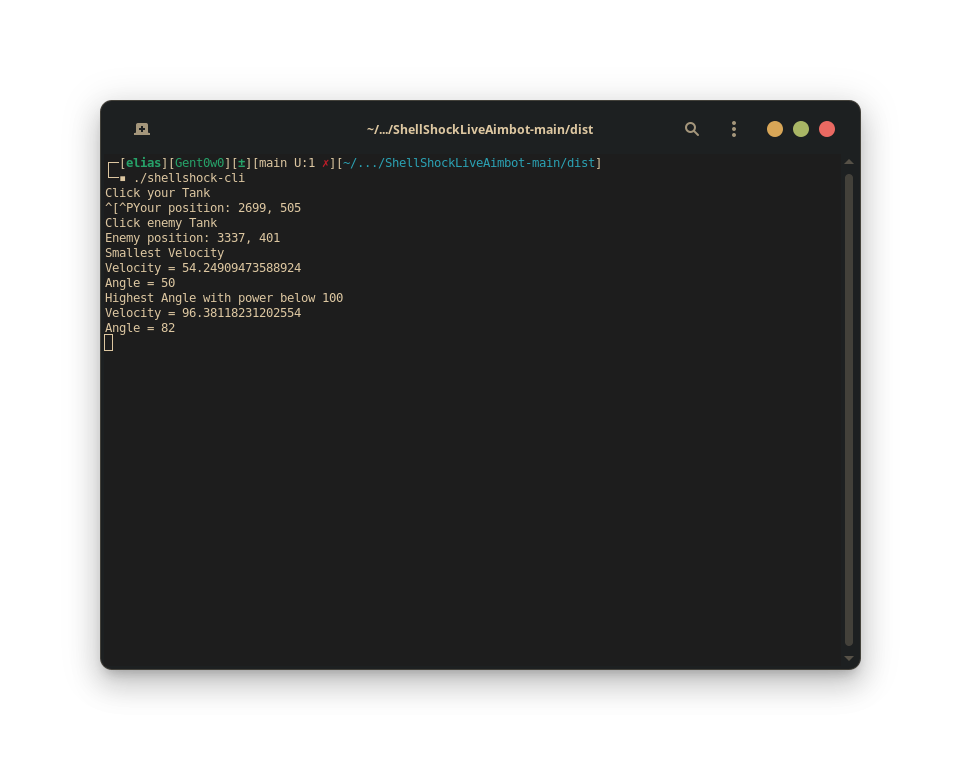 ~/.../ShellShockLiveAimbot-main/dist
┌─[elias][Gent0w0][±][main U:1 ✗][~/.../ShellShockLiveAimbot-main/dist]
└─▪ ./shellshock-cli
Click your Tank
^[^PYour position: 2699, 505
Click enemy Tank
Enemy position: 3337, 401
Smallest Velocity
Velocity = 54.24909473588924
Angle = 50
Highest Angle with power below 100
Velocity = 96.38118231202554
Angle = 82